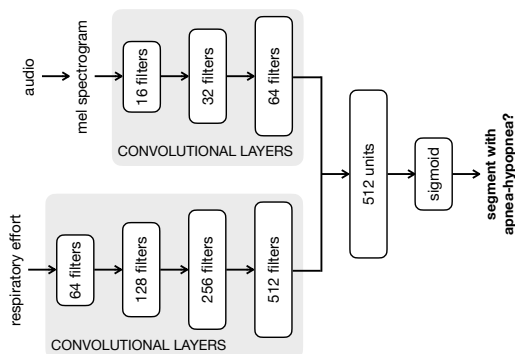 audio
mel spectrogram
16 filters
32 filters
64 filters
CONVOLUTIONAL LAYERS
respiratory effort
64 filters
128 filters
256 filters
512 filters
CONVOLUTIONAL LAYERS
512 units
sigmoid
segment with
apnea-hypopnea?